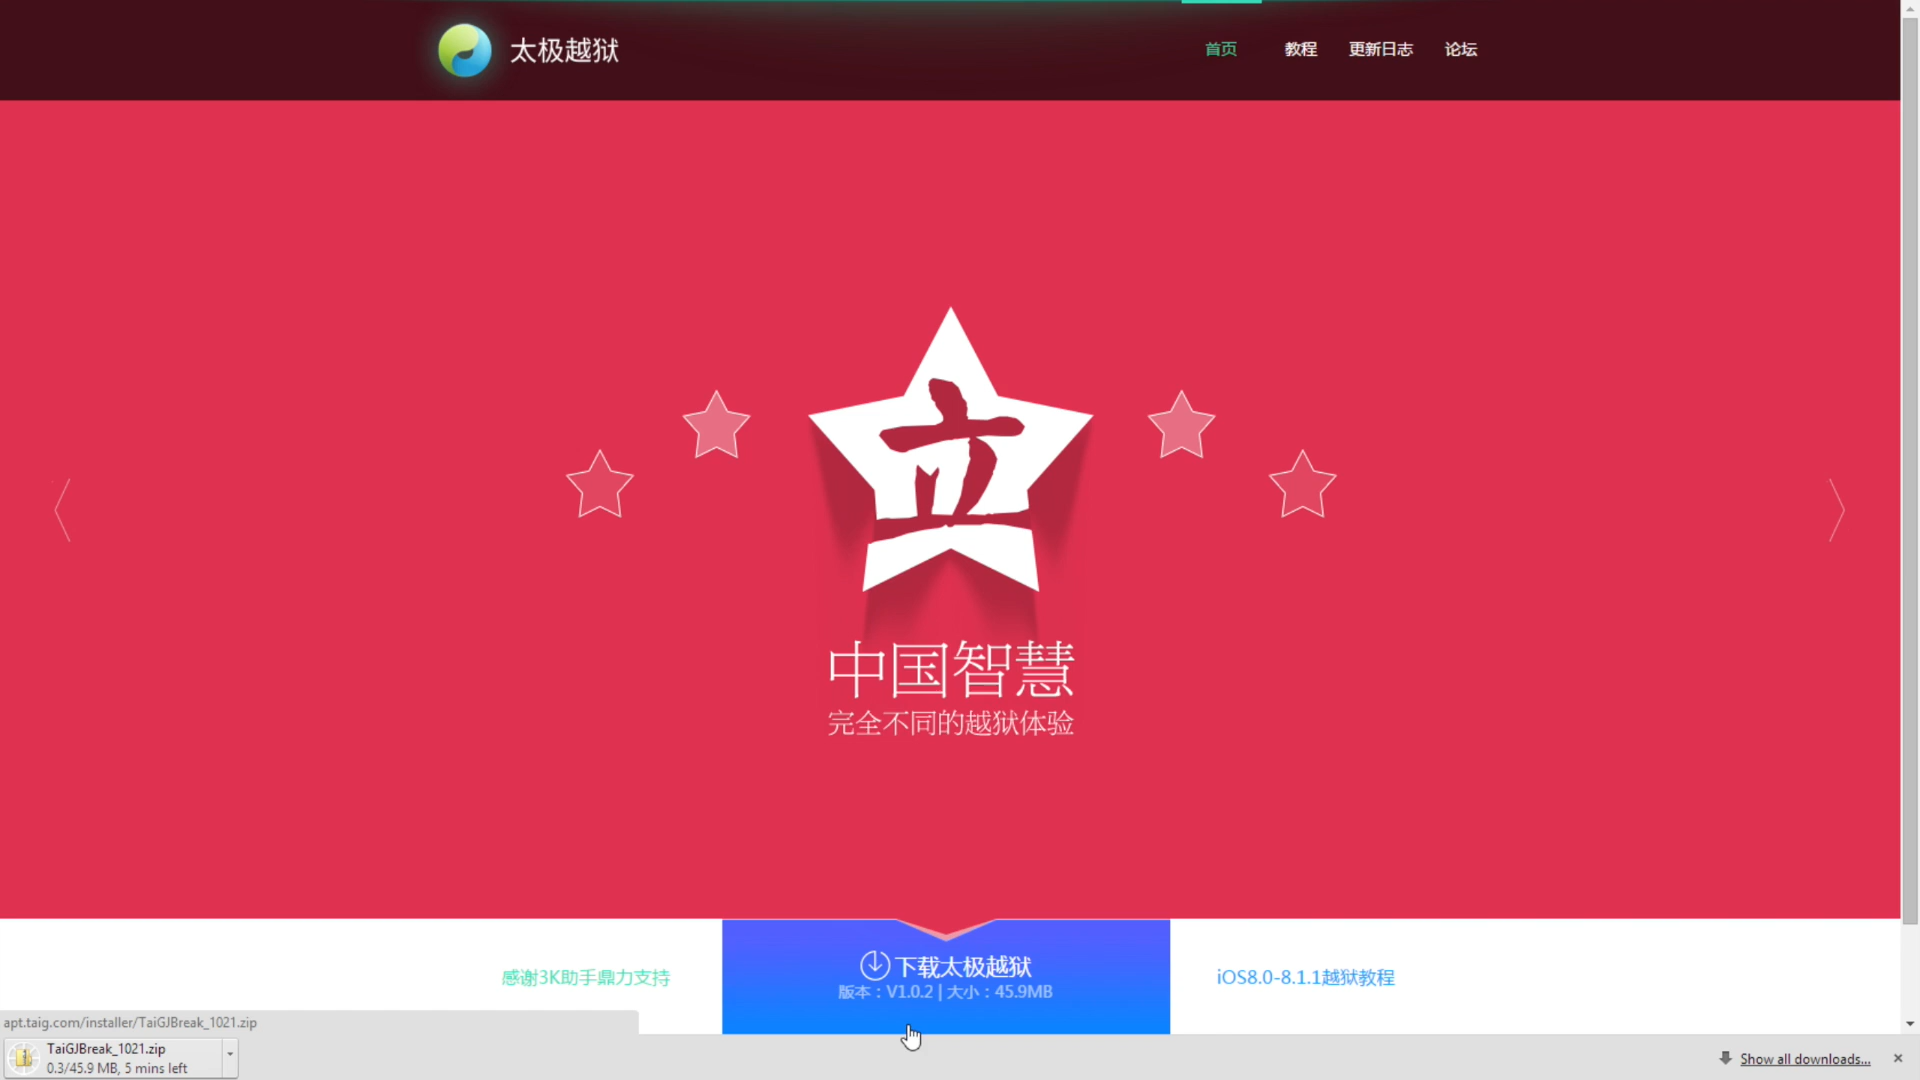 太极越狱
首页 教程 更新日志 论坛
立
中国智慧
完全不同的越狱体验
感谢3K助手鼎力支持
下载太极越狱
版本：V1.0.2 | 大小：45.9MB
iOS8.0-8.1.1越狱教程
apt.taig.com/installer/TaiGJBreak_1021.zip
TaiGJBreak_1021.zip
0.3/45.9 MB, 5 mins left
Show all downloads...